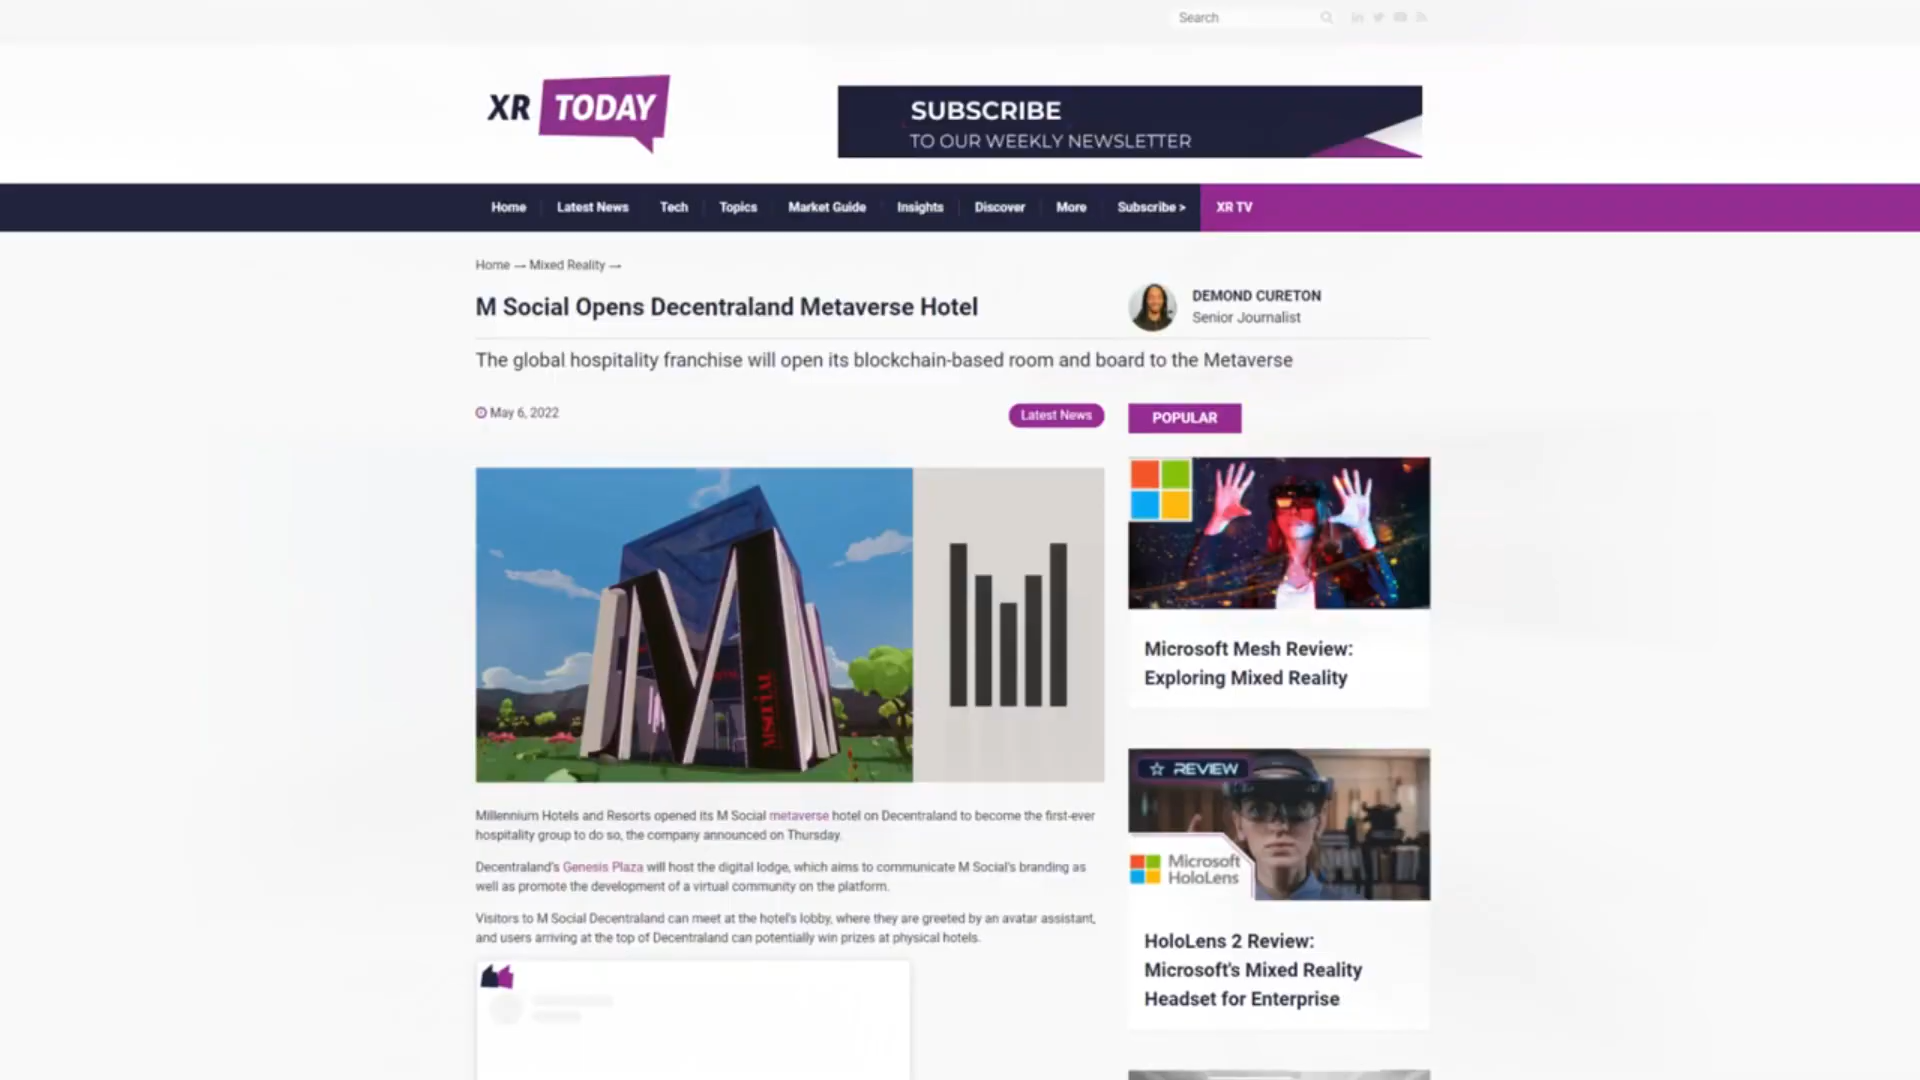 Search
XR TODAY
SUBSCRIBE
TO OUR WEEKLY NEWSLETTER
Home
Latest News
Tech
Topics
Market Guide
Insights
Discover
More
Subscribe >
XR TV
Home → Mixed Reality →
M Social Opens Decentraland Metaverse Hotel
DEMOND CURETON
Senior Journalist
The global hospitality franchise will open its blockchain-based room and board to the Metaverse
May 6, 2022
Latest News
POPULAR
M
MSOCIAL
Millennium Hotels and Resorts opened its M Social metaverse hotel on Decentraland to become the first-ever
hospitality group to do so, the company announced on Thursday.
Decentraland's Genesis Plaza will host the digital lodge, which aims to communicate M Social's branding as
well as promote the development of a virtual community on the platform.
Visitors to M Social Decentraland can meet at the hotel's lobby, where they are greeted by an avatar assistant,
and users arriving at the top of Decentraland can potentially win prizes at physical hotels.
Microsoft Mesh Review:
Exploring Mixed Reality
REVIEW
Microsoft
HoloLens
HoloLens 2 Review:
Microsoft's Mixed Reality
Headset for Enterprise